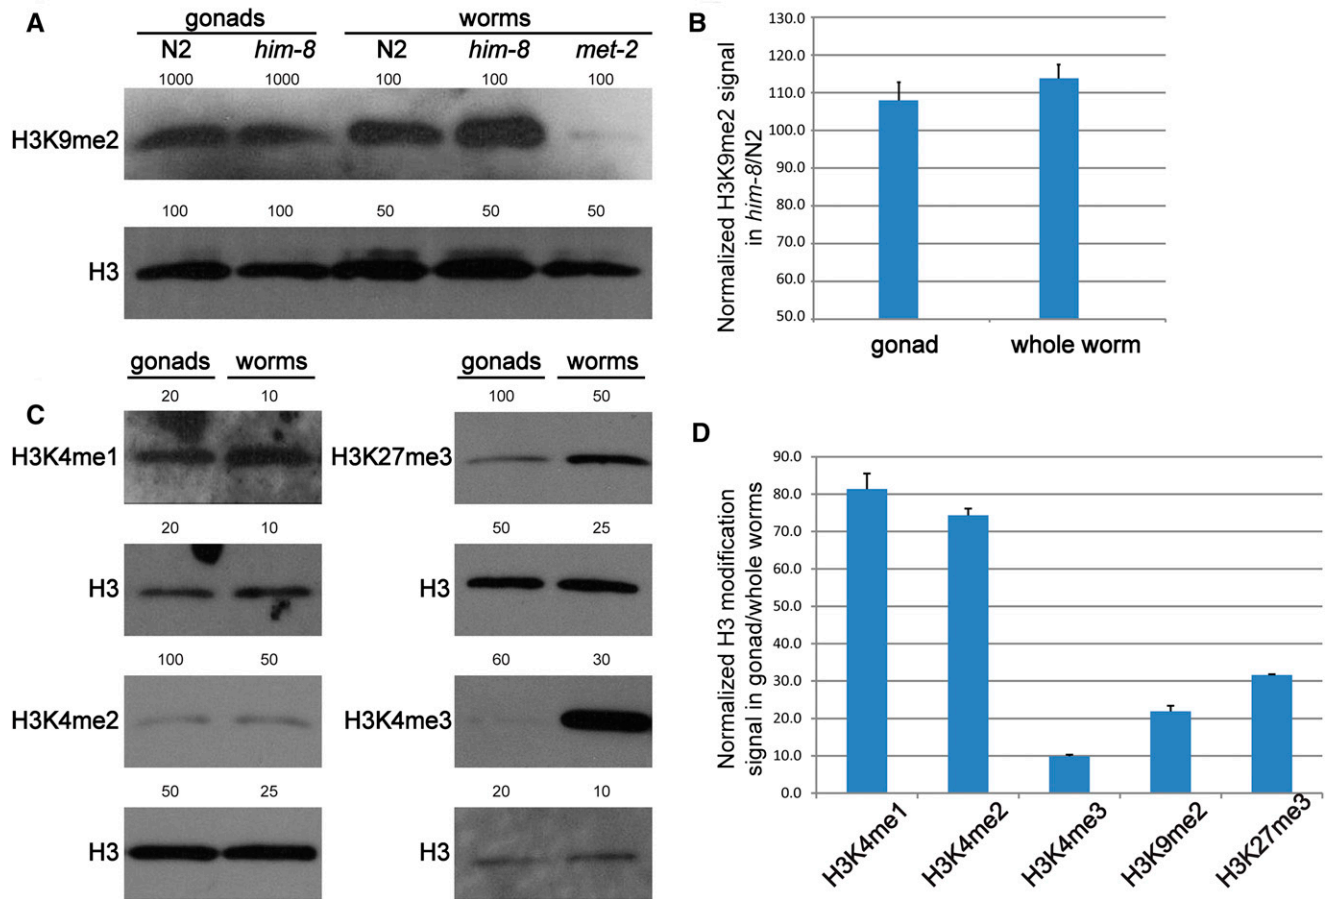 A
gonads worms
N2 him-8 N2 him-8 met-2
1000 1000 100 100 100
H3K9me2
100 100 50 50 50
H3
B
Normalized H3K9me2 signal
in him-8/N2
130.0
120.0
110.0
100.0
90.0
80.0
70.0
60.0
50.0
gonad whole worm
C
gonads worms
20 10
H3K4me1
20 10
H3
100 50
H3K4me2
50 25
H3
gonads worms
100 50
H3K27me3
50 25
H3
60 30
H3K4me3
20 10
H3
D
Normalized H3 modification
signal in gonad/whole worms
90.0
80.0
70.0
60.0
50.0
40.0
30.0
20.0
10.0
0.0
H3K4me1 H3K4me2 H3K4me3 H3K9me2 H3K27me3